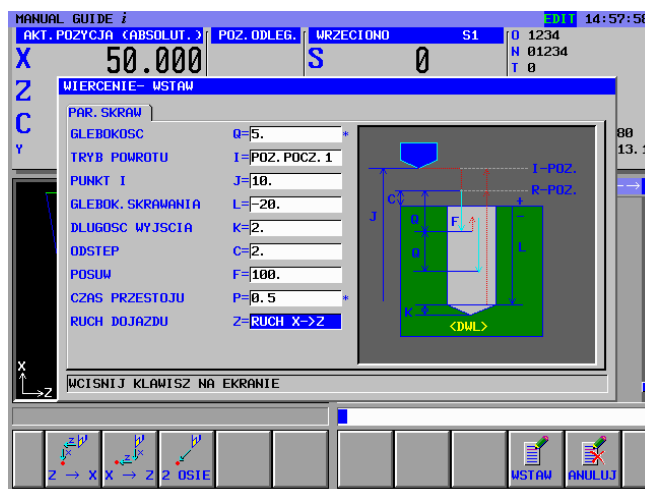 MANUAL GUIDE i EDIT 14:57:58
AKT.POZYCJA (ABSOLUT.) POZ.ODLEG. WRZECIONO S1 O 1234
X 50.000 S 0 N 01234
T 0
Z
C
Y
80
13.1
WIERCENIE- WSTAW
PAR.SKRAW
GLEBOKOSC Q=5. *
TRYB POWROTU I=POZ.POCZ.1
PUNKT I J=10.
GLEBOK.SKRAWANIA L=-20.
DLUGOSC WYJSCIA K=2.
ODSTEP C=2.
POSUW F=100.
CZAS PRZESTOJU P=0.5 *
RUCH DOJAZDU Z=RUCH X->Z
I-POZ.
R-POZ.
C
+
J Q F -
Q L
K
<DWL>
WCISNIJ KLAWISZ NA EKRANIE
X
Z
Z → X X → Z 2 OSIE WSTAW ANULUJ